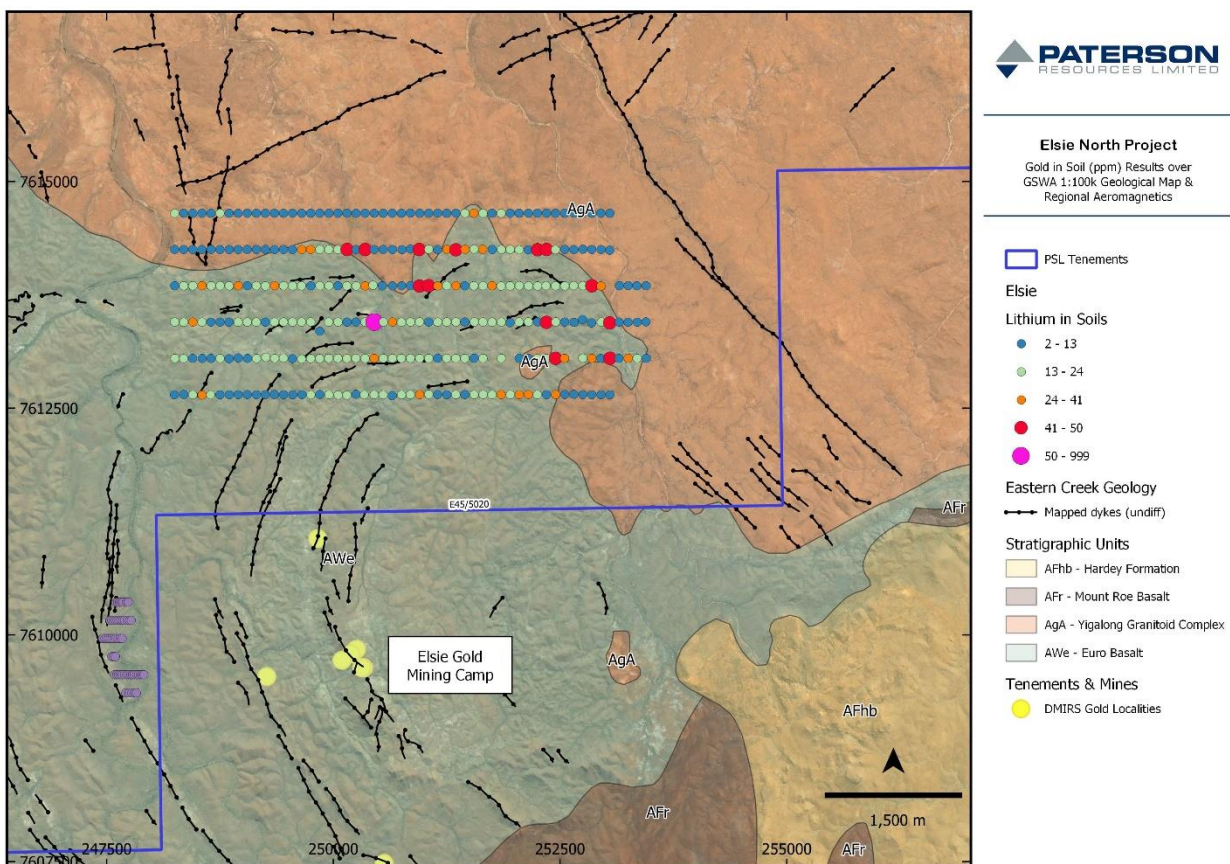 PATERSON
RESOURCES LIMITED
Elsie North Project
Gold in Soil (ppm) Results over
GSWA 1:100k Geological Map &
Regional Aeromagnetics
PSL Tenements
Elsie
Lithium in Soils
2 - 13
13 - 24
24 - 41
41 - 50
50 - 999
Eastern Creek Geology
Mapped dykes (undiff)
Stratigraphic Units
AFhb - Hardey Formation
AFr - Mount Roe Basalt
AgA - Yigalong Granitoid Complex
AWe - Euro Basalt
Tenements & Mines
DMIRS Gold Localities
7615000
AgA
AgA
7612500
E45/5020
AFr
AWe
7610000
Elsie Gold
Mining Camp
AgA
AFhb
AFr
1,500 m
AFr
7607500
247500
250000
252500
255000